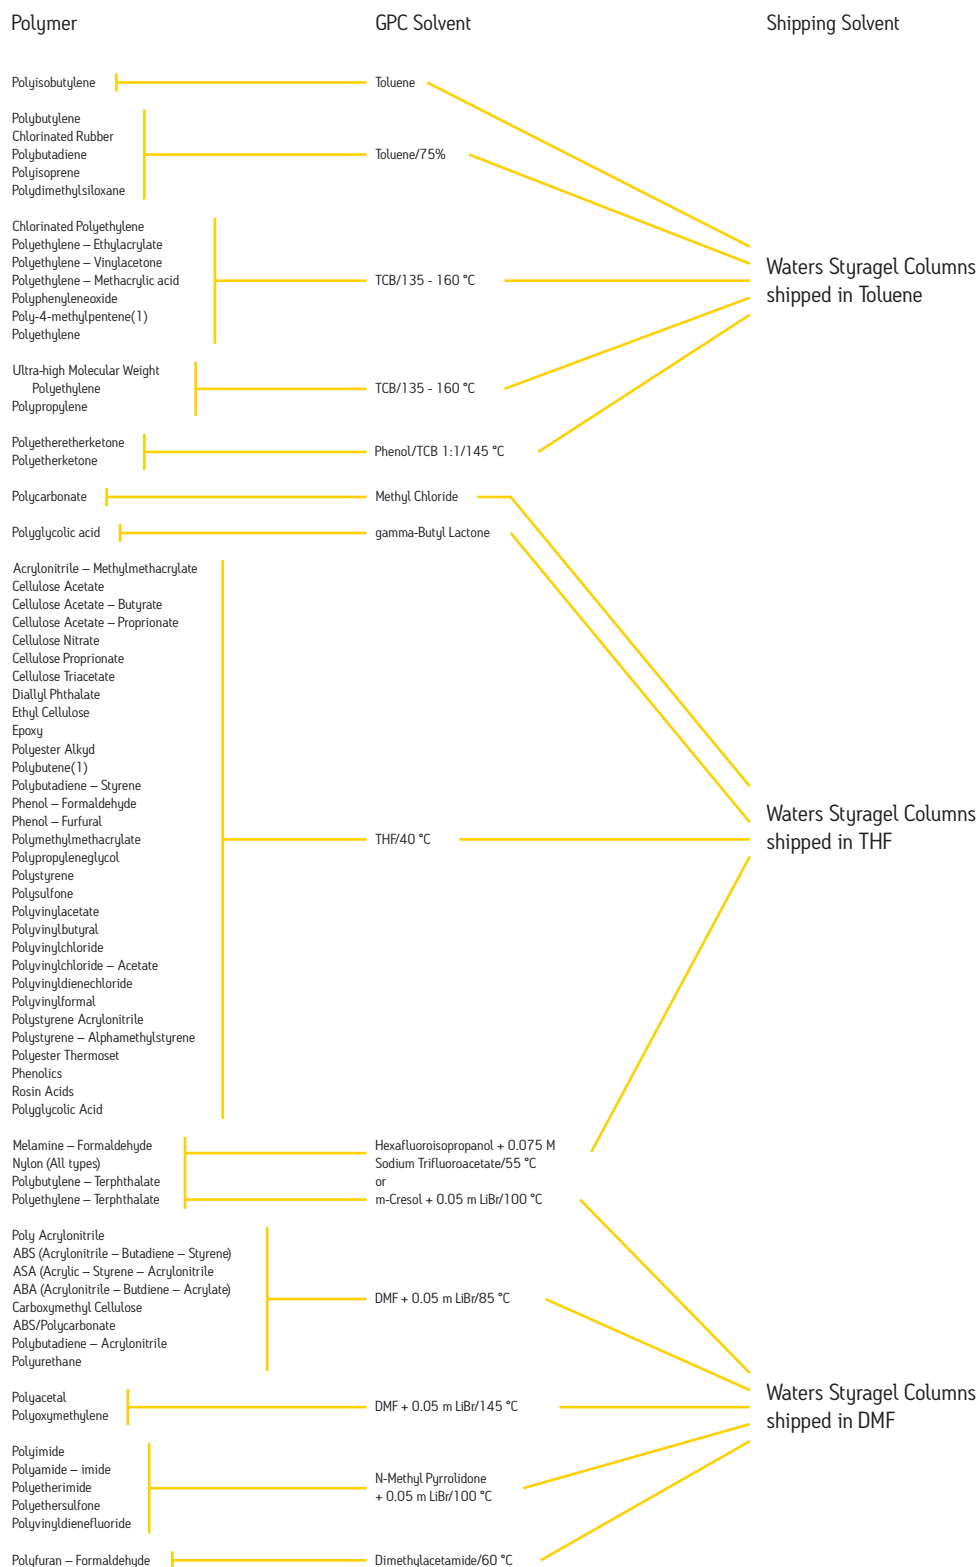 Polymer GPC Solvent Shipping Solvent
Polyisobutylene Toluene
Polybutylene
Chlorinated Rubber
Polybutadiene Toluene/75%
Polyisoprene
Polydimethylsiloxane
Chlorinated Polyethylene
Polyethylene – Ethylacrylate
Polyethylene – Vinylacetone
Polyethylene – Methacrylic acid TCB/135 - 160 °C
Polyphenyleneoxide
Poly-4-methylpentene(1)
Polyethylene
Waters Styragel Columns
shipped in Toluene
Ultra-high Molecular Weight
Polyethylene TCB/135 - 160 °C
Polypropylene
Polyetheretherketone
Polyetherketone
Phenol/TCB 1:1/145 °C
Polycarbonate Methyl Chloride
Polyglycolic acid gamma-Butyl Lactone
Acrylonitrile – Methylmethacrylate
Cellulose Acetate
Cellulose Acetate – Butyrate
Cellulose Acetate – Proprionate
Cellulose Nitrate
Cellulose Proprionate
Cellulose Triacetate
Diallyl Phthalate
Ethyl Cellulose
Epoxy
Polyester Alkyd
Polybutene(1)
Polybutadiene – Styrene
Phenol – Formaldehyde
Phenol – Furfural
Polymethylmethacrylate THF/40 °C
Polypropyleneglycol
Polystyrene
Polysulfone
Polyvinylacetate
Polyvinylbutyral
Polyvinylchloride
Polyvinylchloride – Acetate
Polyvinyldienechloride
Polyvinylformal
Polystyrene Acrylonitrile
Polystyrene – Alphamethylstyrene
Polyester Thermoset
Phenolics
Rosin Acids
Polyglycolic Acid
Waters Styragel Columns
shipped in THF
Melamine – Formaldehyde Hexafluoroisopropanol + 0.075 M
Nylon (All types) Sodium Trifluoroacetate/55 °C
Polybutylene – Terphthalate or
Polyethylene – Terphthalate m-Cresol + 0.05 m LiBr/100 °C
Poly Acrylonitrile
ABS (Acrylonitrile – Butadiene – Styrene)
ASA (Acrylic – Styrene – Acrylonitrile
ABA (Acrylonitrile – Butdiene – Acrylate)
Carboxymethyl Cellulose DMF + 0.05 m LiBr/85 °C
ABS/Polycarbonate
Polybutadiene – Acrylonitrile
Polyurethane
Polyacetal
Polyoxymethylene
DMF + 0.05 m LiBr/145 °C
Waters Styragel Columns
shipped in DMF
Polyimide
Polyamide – imide
Polyetherimide
Polyethersulfone
Polyvinyldienefluoride
N-Methyl Pyrrolidone
+ 0.05 m LiBr/100 °C
Polyfuran – Formaldehyde Dimethylacetamide/60 °C